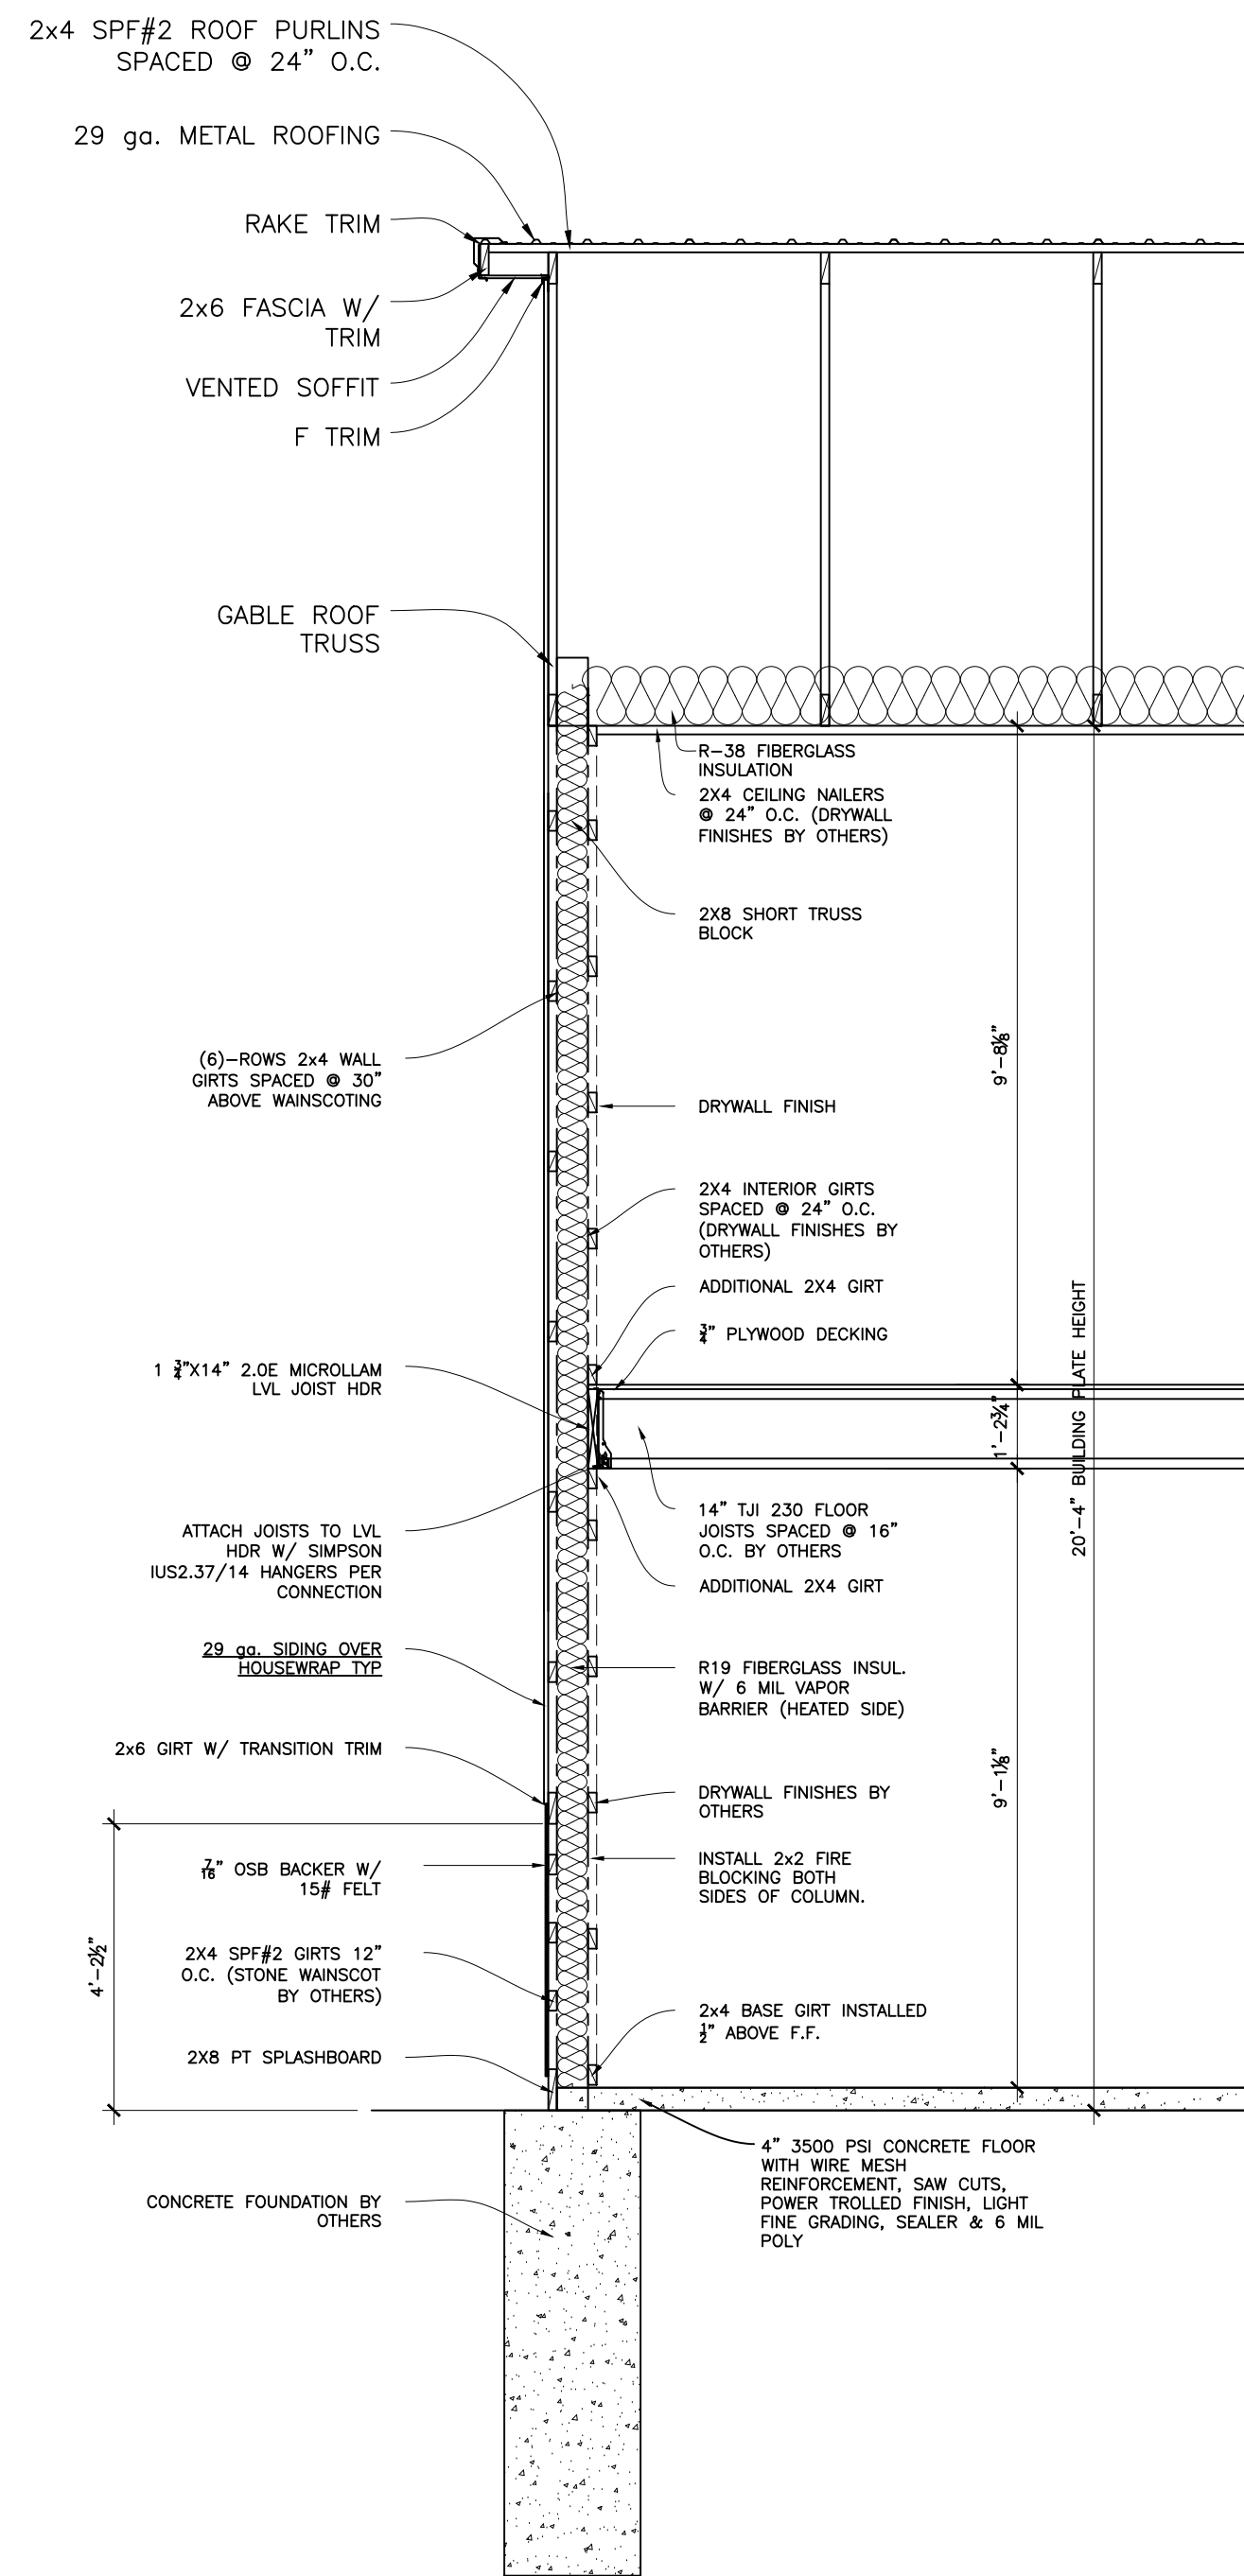 2x4 SPF#2 ROOF PURLINS
SPACED @ 24" O.C.
29 ga. METAL ROOFING
RAKE TRIM
2x6 FASCIA W/
TRIM
VENTED SOFFIT
F TRIM
GABLE ROOF
TRUSS
R-38 FIBERGLASS
INSULATION
2X4 CEILING NAILERS
@ 24" O.C. (DRYWALL
FINISHES BY OTHERS)
2X8 SHORT TRUSS
BLOCK
9'-8⅛"
(6)-ROWS 2x4 WALL
GIRTS SPACED @ 30"
ABOVE WAINSCOTING
DRYWALL FINISH
2X4 INTERIOR GIRTS
SPACED @ 24" O.C.
(DRYWALL FINISHES BY
OTHERS)
ADDITIONAL 2X4 GIRT
¾" PLYWOOD DECKING
1 ¾"X14" 2.0E MICROLLAM
LVL JOIST HDR
1'-2¾"
20'-4" BUILDING PLATE HEIGHT
14" TJI 230 FLOOR
JOISTS SPACED @ 16"
O.C. BY OTHERS
ATTACH JOISTS TO LVL
HDR W/ SIMPSON
IUS2.37/14 HANGERS PER
CONNECTION
ADDITIONAL 2X4 GIRT
29 ga. SIDING OVER
HOUSEWRAP TYP
R19 FIBERGLASS INSUL.
W/ 6 MIL VAPOR
BARRIER (HEATED SIDE)
2x6 GIRT W/ TRANSITION TRIM
9'-1⅛"
DRYWALL FINISHES BY
OTHERS
7/16" OSB BACKER W/
15# FELT
INSTALL 2x2 FIRE
BLOCKING BOTH
SIDES OF COLUMN.
4'-2½"
2X4 SPF#2 GIRTS 12"
O.C. (STONE WAINSCOT
BY OTHERS)
2x4 BASE GIRT INSTALLED
½" ABOVE F.F.
2X8 PT SPLASHBOARD
4" 3500 PSI CONCRETE FLOOR
WITH WIRE MESH
REINFORCEMENT, SAW CUTS,
POWER TROLLED FINISH, LIGHT
FINE GRADING, SEALER & 6 MIL
POLY
CONCRETE FOUNDATION BY
OTHERS